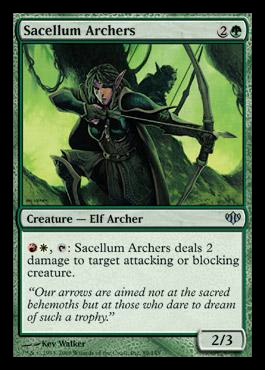 Sacellum Archers 2
Creature — Elf Archer
, : Sacellum Archers deals 2
damage to target attacking or blocking
creature.
“Our arrows are aimed not at the sacred
behemoths but at those who dare to dream
of such a trophy.”
Kev Walker
2/3